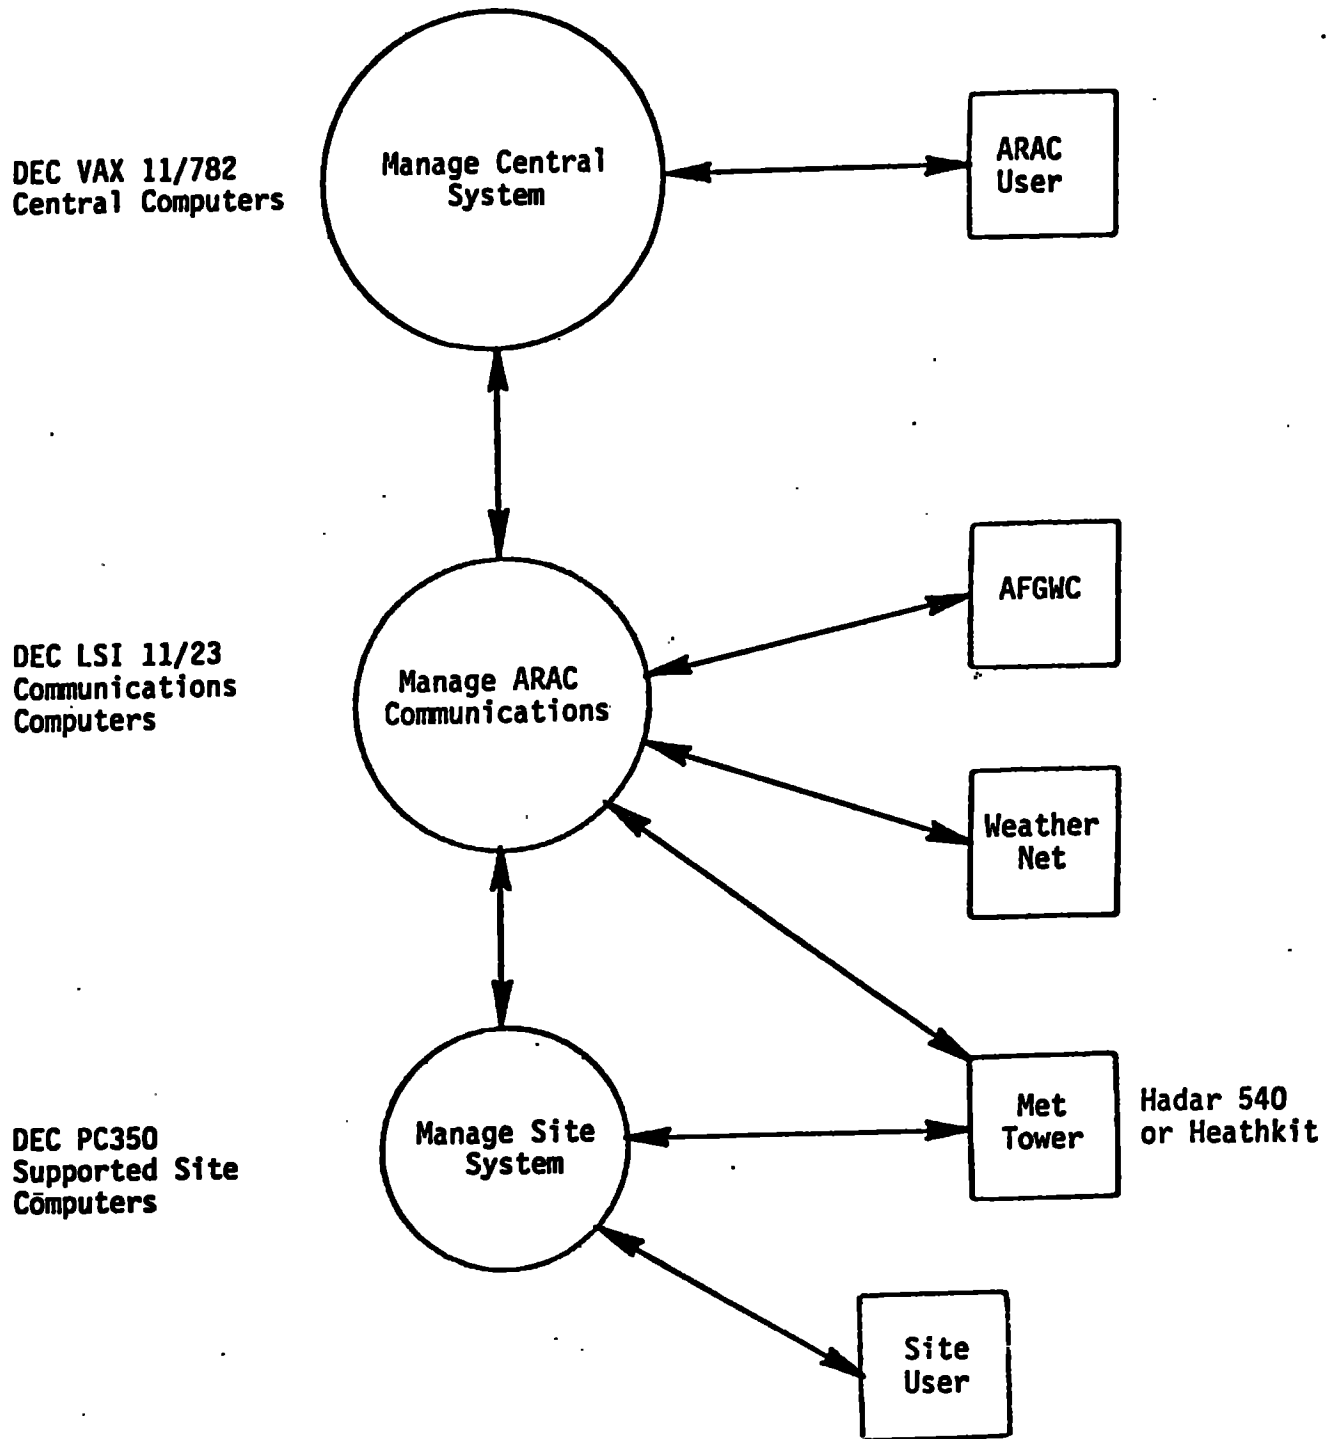 DEC VAX 11/782
Central Computers
Manage Central
System
ARAC
User
AFGWC
DEC LSI 11/23
Communications
Computers
Manage ARAC
Communications
Weather
Net
DEC PC350
Supported Site
Computers
Manage Site
System
Met
Tower
Hadar 540
or Heathkit
Site
User